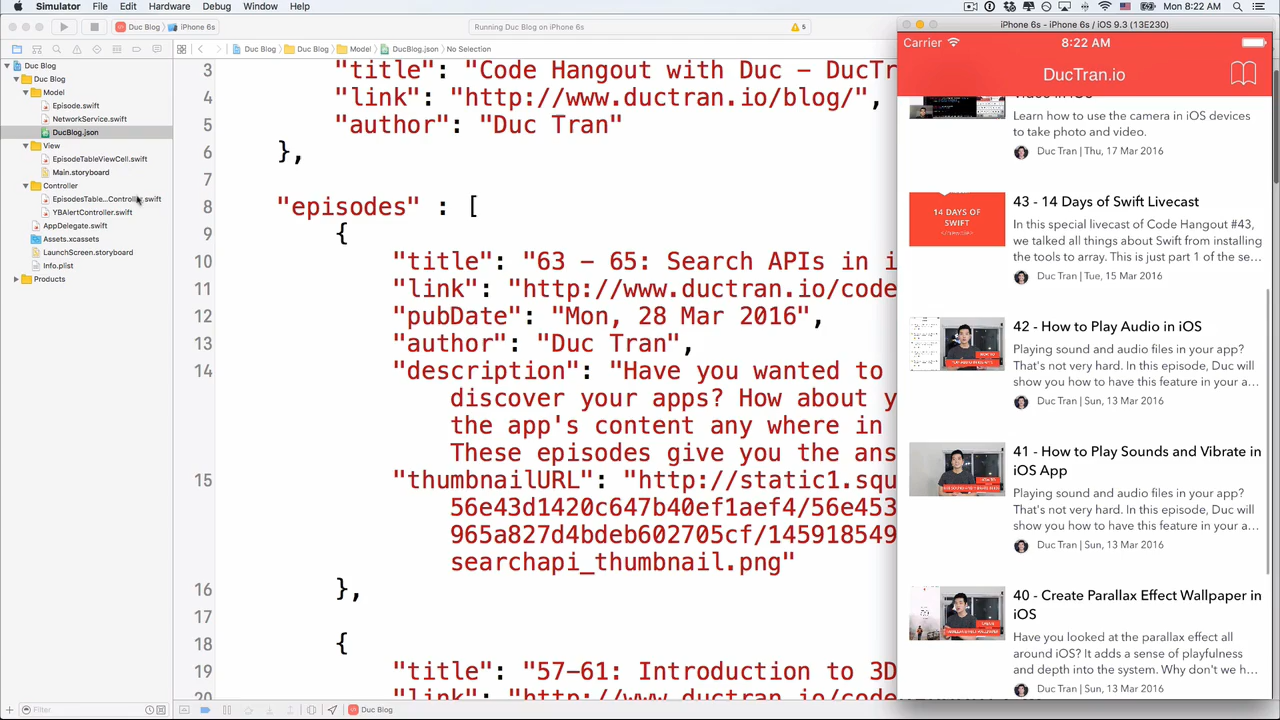 Simulator File Edit Hardware Debug Window Help Mon 8:22 AM
Duc Blog iPhone 6s Running Duc Blog on iPhone 6s 5
Duc Blog Duc Blog Model DucBlog.json No Selection
Duc Blog
Duc Blog
Model
Episode.swift
NetworkService.swift
DucBlog.json
View
EpisodeTableViewCell.swift
Main.storyboard
Controller
EpisodesTable...Controller.swift
YBAlertController.swift
AppDelegate.swift
Assets.xcassets
LaunchScreen.storyboard
Info.plist
Products
Filter
3 "title": "Code Hangout with Duc – DucTr
4 "link": "http://www.ductran.io/blog/",
5 "author": "Duc Tran"
6 },
7
8 "episodes" : [
9 {
10 "title": "63 – 65: Search APIs in i
11 "link": "http://www.ductran.io/code
12 "pubDate": "Mon, 28 Mar 2016",
13 "author": "Duc Tran",
14 "description": "Have you wanted to
discover your apps? How about y
the app's content any where in
These episodes give you the ans
15 "thumbnailURL": "http://static1.squ
56e43d1420c647b40ef1aef4/56e453
965a827d4bdeb602705cf/145918549
searchapi_thumbnail.png"
16 },
17
18 {
19 "title": "57-61: Introduction to 3D
20 "link": "http://www.ductran.io/code
Duc Blog
iPhone 6s - iPhone 6s / iOS 9.3 (13E230)
Carrier 8:22 AM
DucTran.io
Video in iOS
Learn how to use the camera in iOS devices
to take photo and video.
Duc Tran | Thu, 17 Mar 2016
14 DAYS OF
SWIFT
43 - 14 Days of Swift Livecast
In this special livecast of Code Hangout #43,
we talked all things about Swift from installing
the tools to array. This is just part 1 of the se...
Duc Tran | Tue, 15 Mar 2016
42 - How to Play Audio in iOS
Playing sound and audio files in your app?
That's not very hard. In this episode, Duc will
show you how to have this feature in your a...
Duc Tran | Sun, 13 Mar 2016
41 - How to Play Sounds and Vibrate in
iOS App
Playing sound and audio files in your app?
That's not very hard. In this episode, Duc will
show you how to have this feature in your a...
Duc Tran | Sun, 13 Mar 2016
40 - Create Parallax Effect Wallpaper in
iOS
Have you looked at the parallax effect all
around iOS? It adds a sense of playfulness
and depth into the system. Why don't we h...
Duc Tran | Sun, 13 Mar 2016